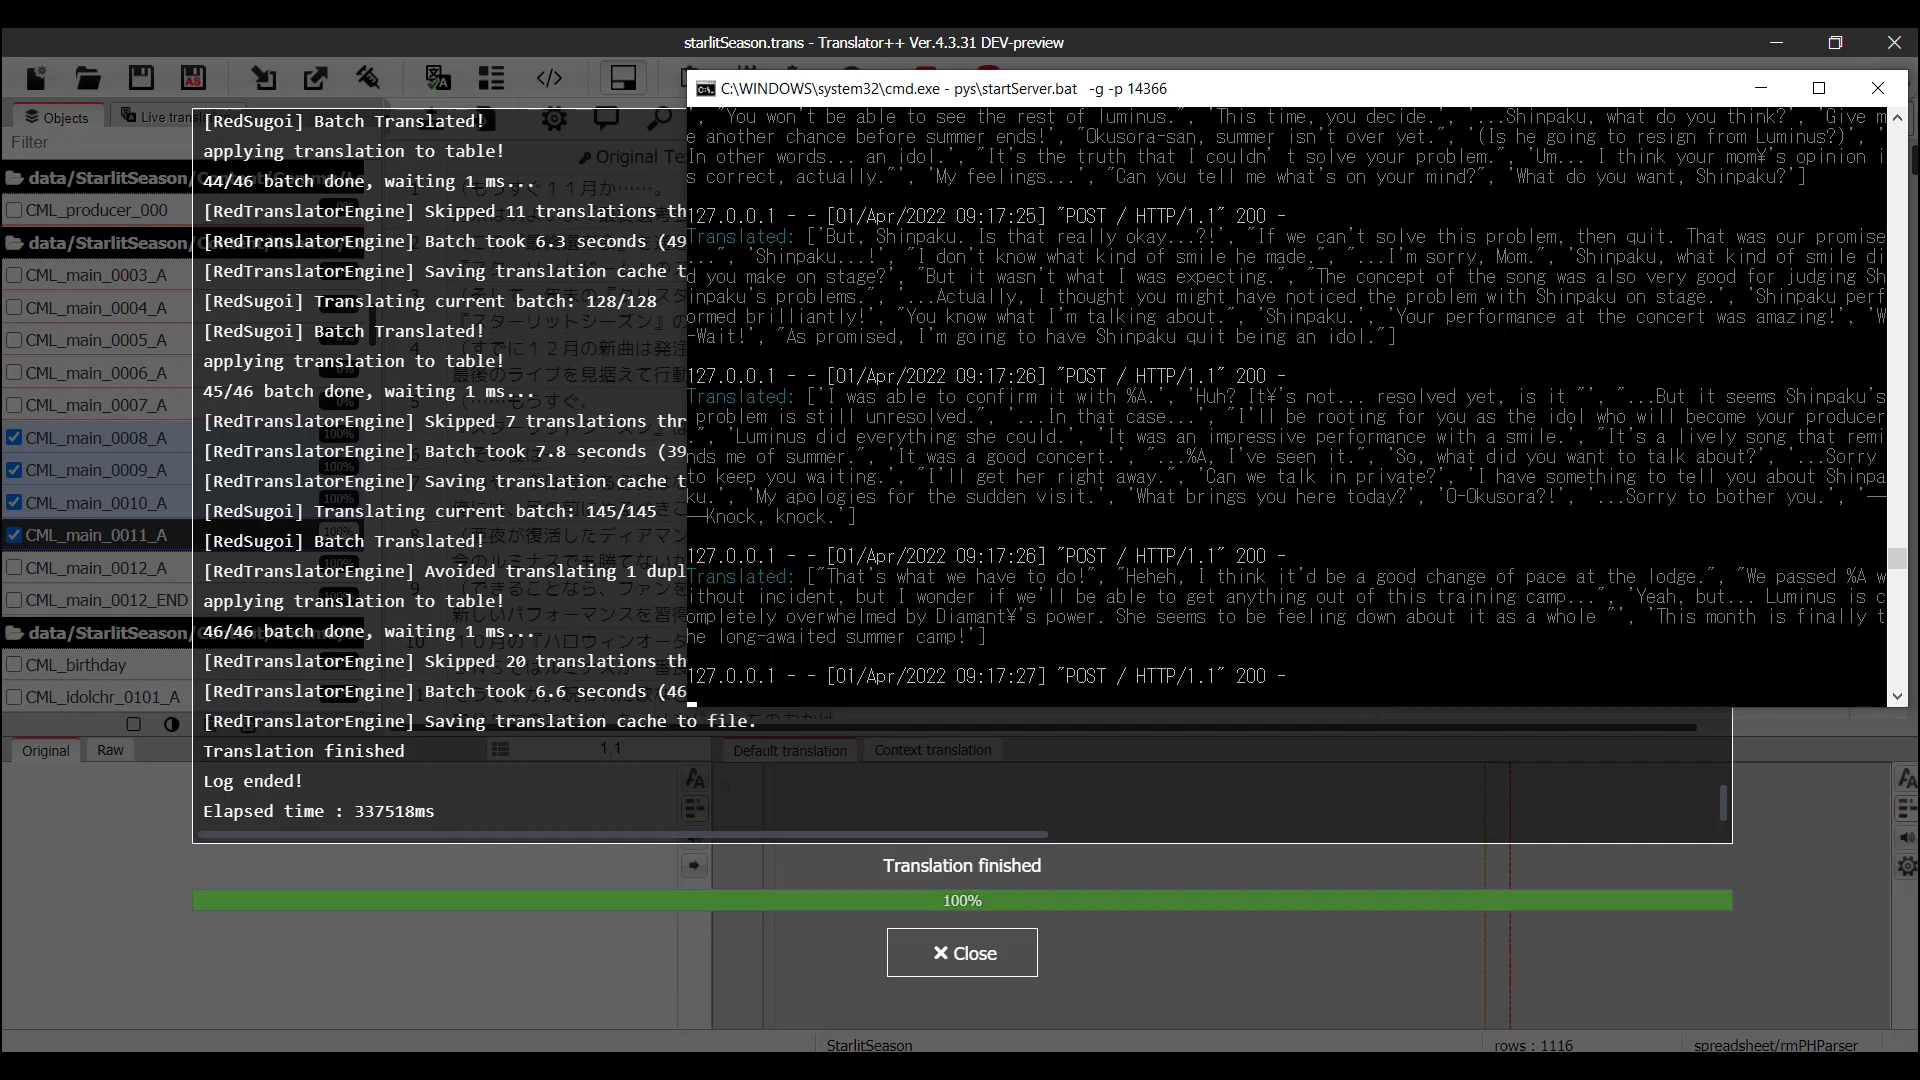 starlitSeason.trans - Translator++ Ver.4.3.31 DEV-preview
Objects
Live trans
Filter
data/StarlitSeason/
CML_producer_000
data/StarlitSeason/
CML_main_0003_A
CML_main_0004_A
CML_main_0005_A
CML_main_0006_A
CML_main_0007_A
CML_main_0008_A
100%
CML_main_0009_A
100%
CML_main_0010_A
100%
CML_main_0011_A
100%
CML_main_0012_A
CML_main_0012_END
data/StarlitSeason/
CML_birthday
CML_idolchr_0101_A
Original Te
[RedSugoi] Batch Translated!
applying translation to table!
44/46 batch done, waiting 1 ms...
[RedTranslatorEngine] Skipped 11 translations th
[RedTranslatorEngine] Batch took 6.3 seconds (49
[RedTranslatorEngine] Saving translation cache t
[RedSugoi] Translating current batch: 128/128
[RedSugoi] Batch Translated!
applying translation to table!
45/46 batch done, waiting 1 ms...
[RedTranslatorEngine] Skipped 7 translations thr
[RedTranslatorEngine] Batch took 7.8 seconds (39
[RedTranslatorEngine] Saving translation cache t
[RedSugoi] Translating current batch: 145/145
[RedSugoi] Batch Translated!
[RedTranslatorEngine] Avoided translating 1 dupl
applying translation to table!
46/46 batch done, waiting 1 ms...
[RedTranslatorEngine] Skipped 20 translations th
[RedTranslatorEngine] Batch took 6.6 seconds (46
[RedTranslatorEngine] Saving translation cache to file.
Translation finished
Log ended!
Elapsed time : 337518ms
C:\WINDOWS\system32\cmd.exe - pys\startServer.bat -g -p 14366
', "You won't be able to see the rest of luminus.", 'This time, you decide.', '...Shinpaku, what do you think?' 'Give m
e another chance before summer ends!', "Okusora-san, summer isn't over yet.", '(Is he going to resign from Luminus?)', '
In other words... an idol.', "It's the truth that I couldn' t solve your problem.", 'Um... I think your mom¥'s opinion i
s correct, actually."', 'My feelings...', "Can you tell me what's on your mind?", 'What do you want, Shinpaku?']
127.0.0.1 - - [01/Apr/2022 09:17:25] "POST / HTTP/1.1" 200 -
Translated: ['But, Shinpaku. Is that really okay...?!', "If we can't solve this problem, then quit. That was our promise
...", 'Shinpaku...!', "I don't know what kind of smile he made.", "...I'm sorry, Mom.", 'Shinpaku, what kind of smile di
d you make on stage?', "But it wasn't what I was expecting.", "The concept of the song was also very good for judging Sh
inpaku's problems.", '...Actually, I thought you might have noticed the problem with Shinpaku on stage.', 'Shinpaku perf
ormed brilliantly!', "You know what I'm talking about.", 'Shinpaku.', 'Your performance at the concert was amazing!', 'W
-Wait!', "As promised, I'm going to have Shinpaku quit being an idol."]
127.0.0.1 - - [01/Apr/2022 09:17:26] "POST / HTTP/1.1" 200 -
Translated: ['I was able to confirm it with %A.', 'Huh? It¥'s not... resolved yet, is it "', "...But it seems Shinpaku's
 problem is still unresolved.", '...In that case...', "I'll be rooting for you as the idol who will become your producer
.", 'Luminus did everything she could.', 'It was an impressive performance with a smile.', "It's a lively song that remi
nds me of summer.", 'It was a good concert.', "...%A, I've seen it.", 'So, what did you want to talk about?', '...Sorry
to keep you waiting.', "I'll get her right away.", 'Can we talk in private?', 'I have something to tell you about Shinpa
ku.', 'My apologies for the sudden visit.', 'What brings you here today?', 'O-Okusora?!', '...Sorry to bother you.', '—
—Knock, knock.']
127.0.0.1 - - [01/Apr/2022 09:17:26] "POST / HTTP/1.1" 200 -
Translated: ["That's what we have to do!", "Heheh, I think it'd be a good change of pace at the lodge.", "We passed %A w
ithout incident, but I wonder if we'll be able to get anything out of this training camp...", 'Yeah, but... Luminus is c
ompletely overwhelmed by Diamant¥'s power. She seems to be feeling down about it as a whole "', 'This month is finally t
he long-awaited summer camp!']
127.0.0.1 - - [01/Apr/2022 09:17:27] "POST / HTTP/1.1" 200 -
Original
Raw
1,1
Default translation
Context translation
Translation finished
100%
Close
StarlitSeason
rows : 1116
spreadsheet/rmPHParser